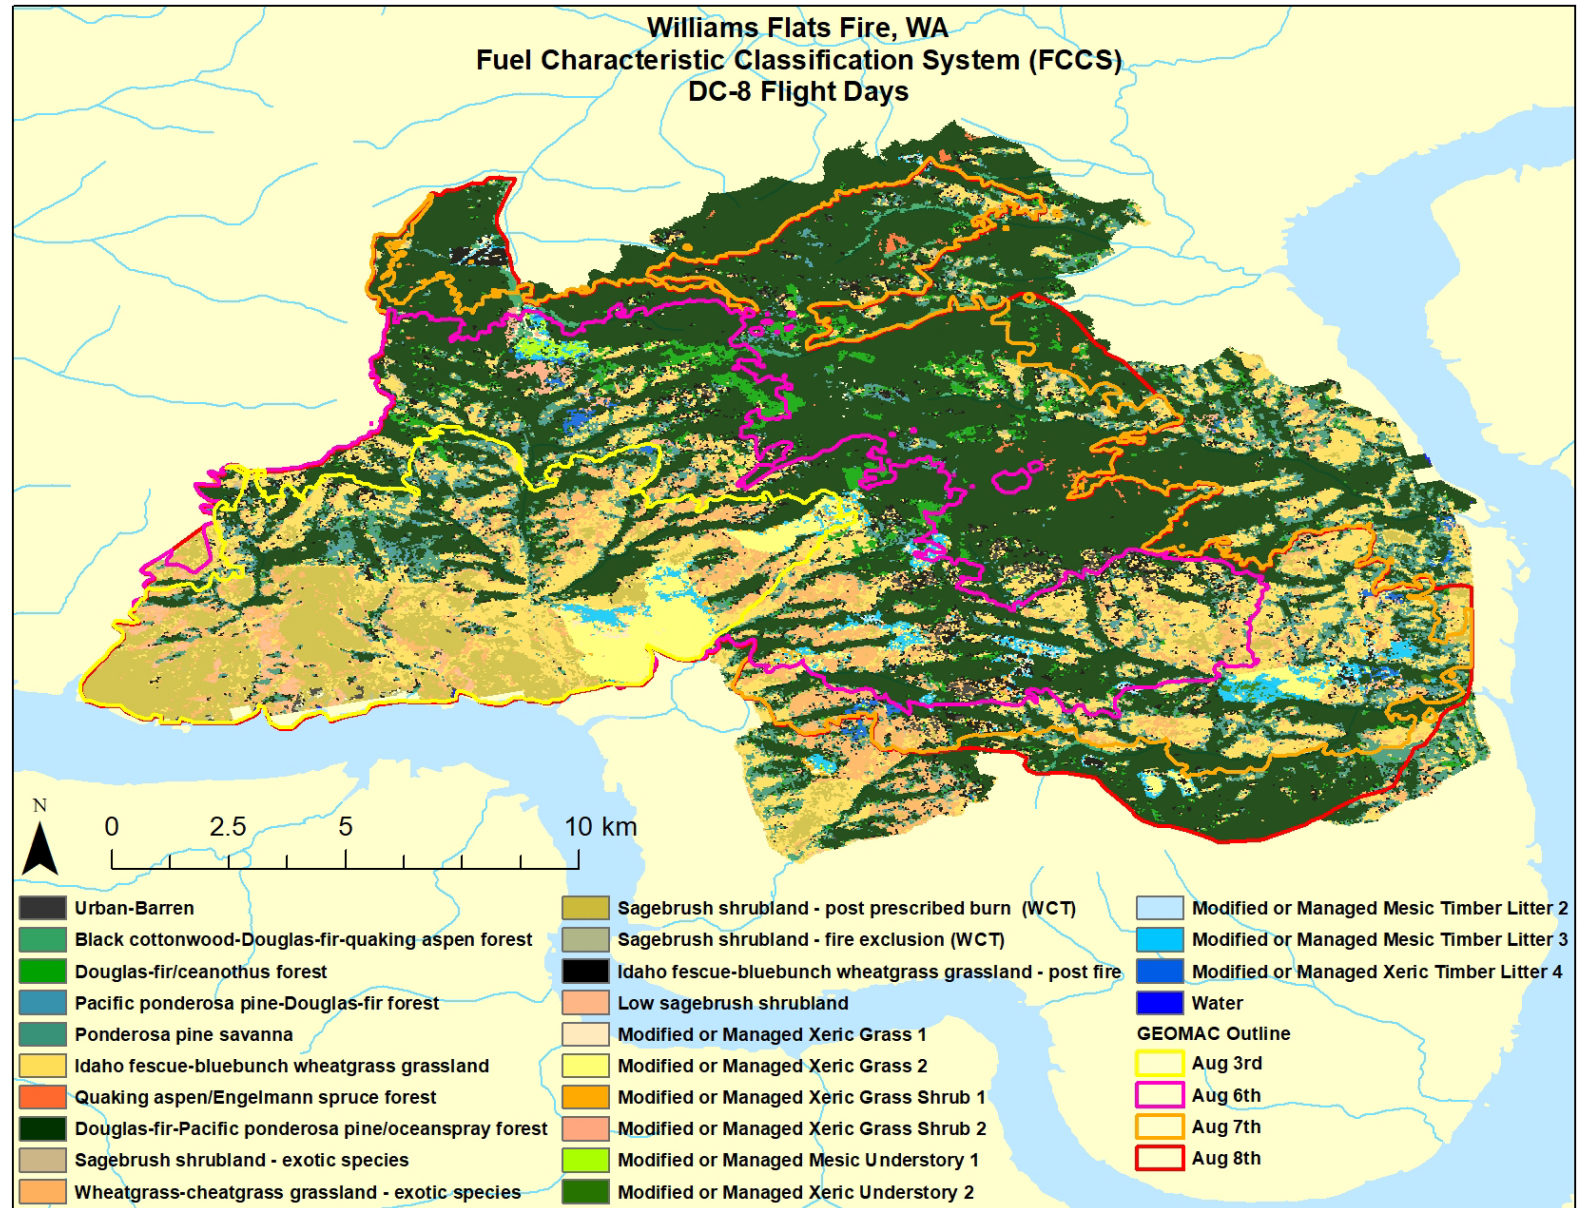 Williams Flats Fire, WA
Fuel Characteristic Classification System (FCCS)
DC-8 Flight Days
N
0 2.5 5 10 km
Urban-Barren
Black cottonwood-Douglas-fir-quaking aspen forest
Douglas-fir/ceanothus forest
Pacific ponderosa pine-Douglas-fir forest
Ponderosa pine savanna
Idaho fescue-bluebunch wheatgrass grassland
Quaking aspen/Engelmann spruce forest
Douglas-fir-Pacific ponderosa pine/oceanspray forest
Sagebrush shrubland - exotic species
Wheatgrass-cheatgrass grassland - exotic species
Sagebrush shrubland - post prescribed burn (WCT)
Sagebrush shrubland - fire exclusion (WCT)
Idaho fescue-bluebunch wheatgrass grassland - post fire
Low sagebrush shrubland
Modified or Managed Xeric Grass 1
Modified or Managed Xeric Grass 2
Modified or Managed Xeric Grass Shrub 1
Modified or Managed Xeric Grass Shrub 2
Modified or Managed Mesic Understory 1
Modified or Managed Xeric Understory 2
Modified or Managed Mesic Timber Litter 2
Modified or Managed Mesic Timber Litter 3
Modified or Managed Xeric Timber Litter 4
Water
GEOMAC Outline
Aug 3rd
Aug 6th
Aug 7th
Aug 8th